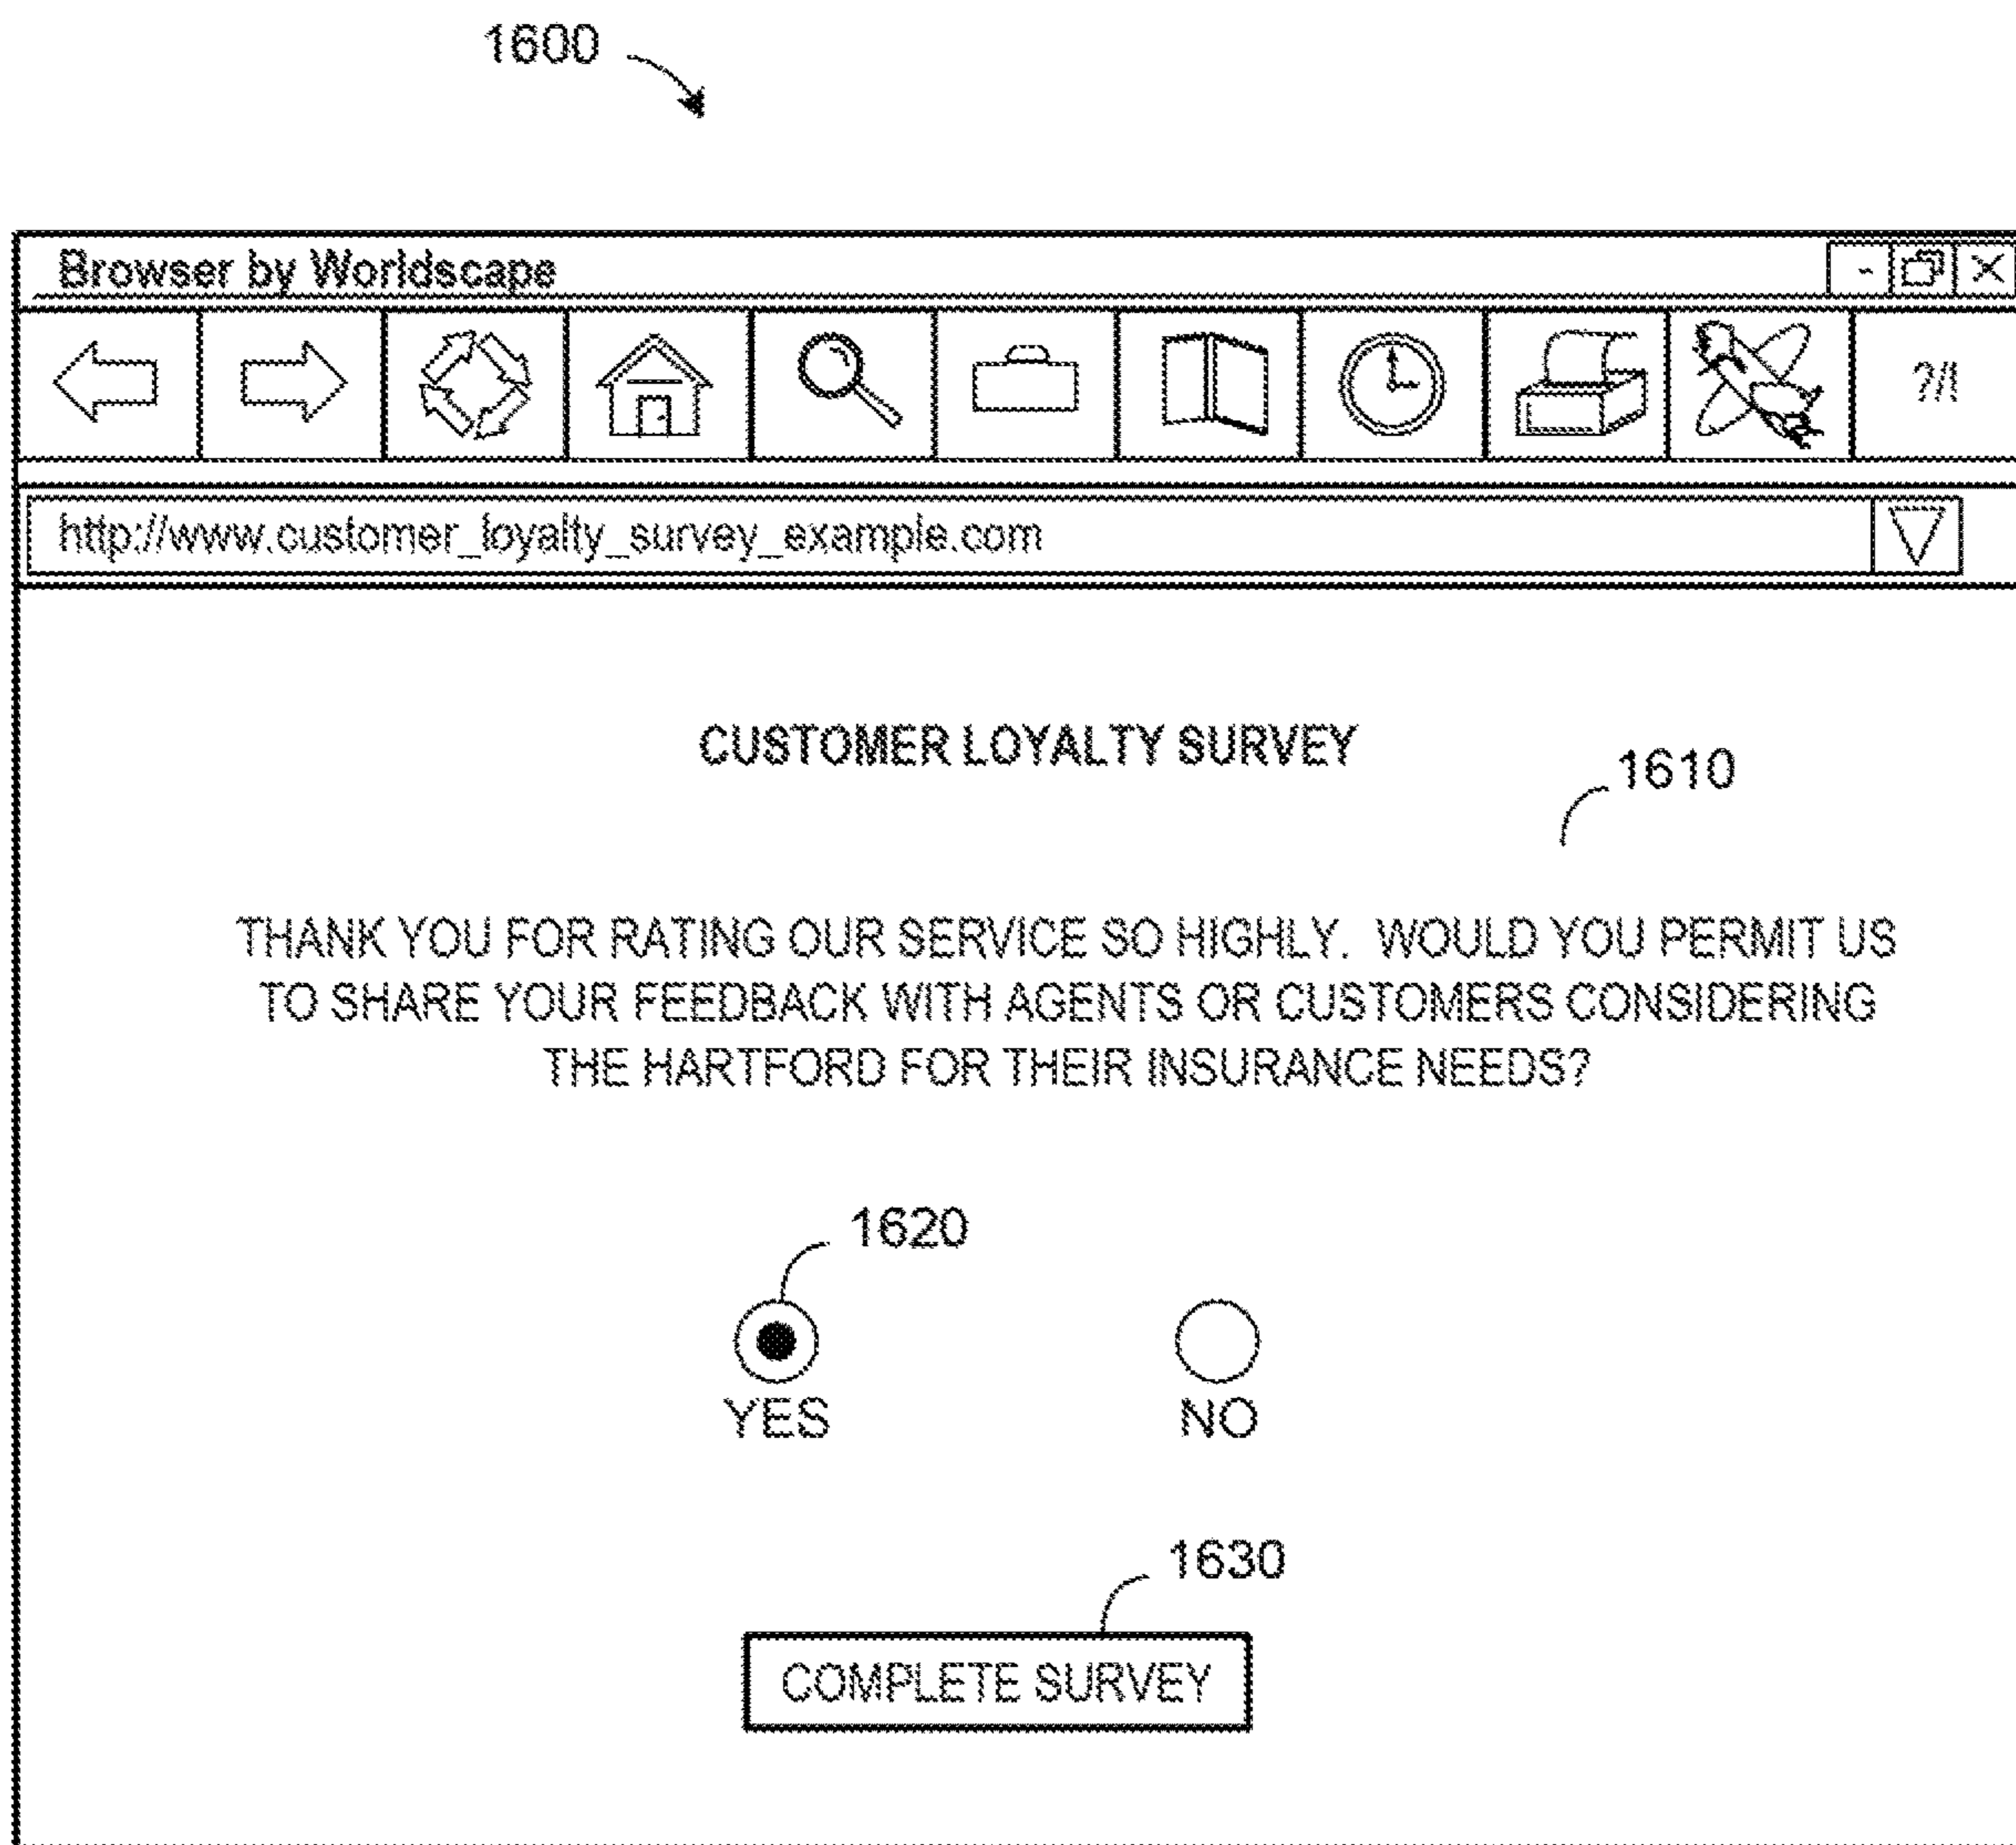 1600
Browser by Worldscape
?/!
http://www.customer_loyalty_survey_example.com
CUSTOMER LOYALTY SURVEY
1610
THANK YOU FOR RATING OUR SERVICE SO HIGHLY. WOULD YOU PERMIT US
TO SHARE YOUR FEEDBACK WITH AGENTS OR CUSTOMERS CONSIDERING
THE HARTFORD FOR THEIR INSURANCE NEEDS?
1620
YES NO
1630
COMPLETE SURVEY